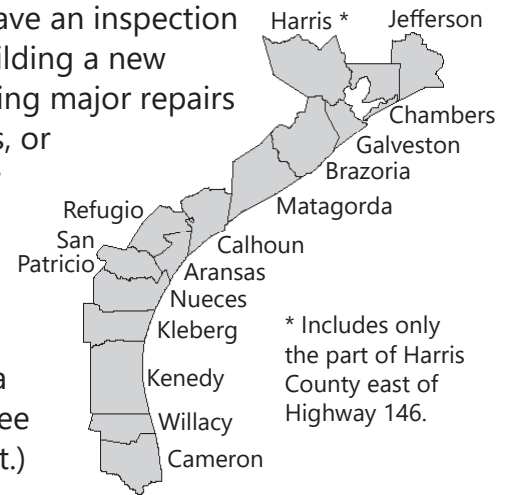 ave an inspection
ilding a new
ing major repairs
s, or
a
ee
t.)
Harris *
Jefferson
Chambers
Galveston
Brazoria
Matagorda
Calhoun
Refugio
San
Patricio
Aransas
Nueces
Kleberg
Kenedy
Willacy
Cameron
* Includes only
the part of Harris
County east of
Highway 146.